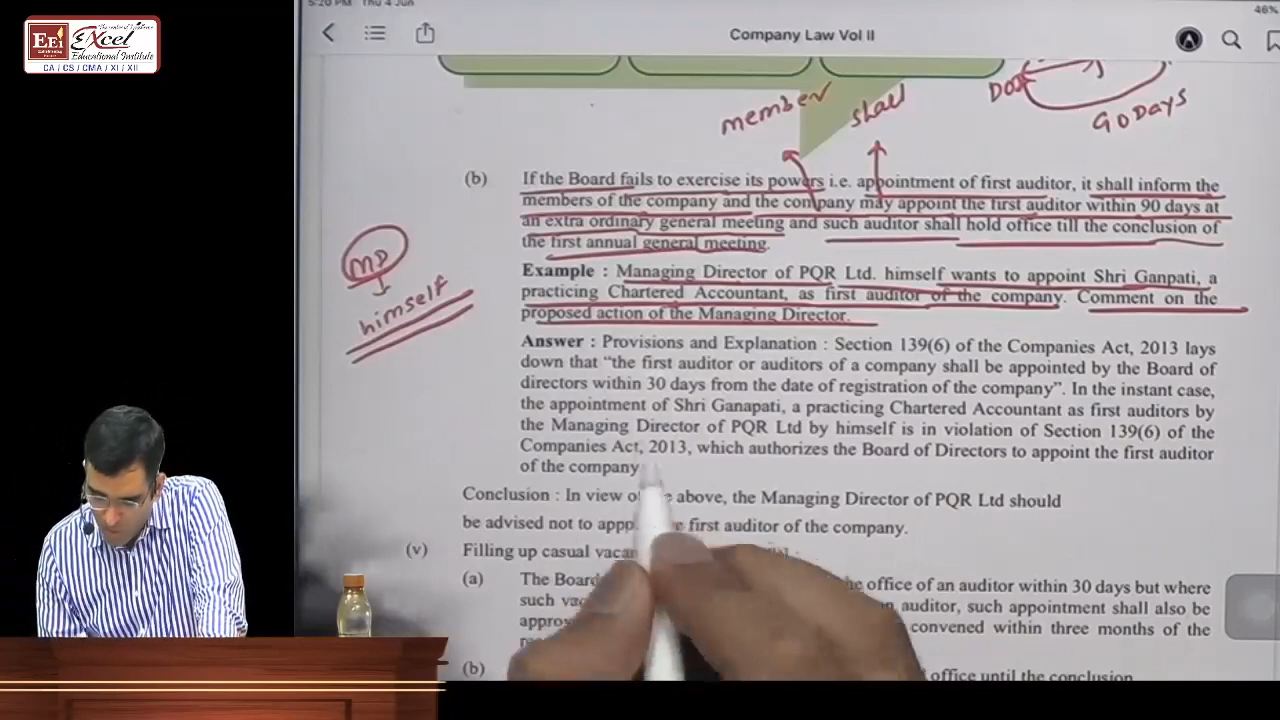 5:20 PM Thu 4 Jun
46%
EEi
Excel
Educational Institute
CA / CS / CMA / XI / XII
Company Law Vol II
member
shall
90 Days
(b) If the Board fails to exercise its powers i.e. appointment of first auditor, it shall inform the
members of the company and the company may appoint the first auditor within 90 days at
an extra ordinary general meeting and such auditor shall hold office till the conclusion of
the first annual general meeting.
MD
himself
Example : Managing Director of PQR Ltd. himself wants to appoint Shri Ganpati, a
practicing Chartered Accountant, as first auditor of the company. Comment on the
proposed action of the Managing Director.
Answer : Provisions and Explanation : Section 139(6) of the Companies Act, 2013 lays
down that “the first auditor or auditors of a company shall be appointed by the Board of
directors within 30 days from the date of registration of the company”. In the instant case,
the appointment of Shri Ganapati, a practicing Chartered Accountant as first auditors by
the Managing Director of PQR Ltd by himself is in violation of Section 139(6) of the
Companies Act, 2013, which authorizes the Board of Directors to appoint the first auditor
of the company
Conclusion : In view of above, the Managing Director of PQR Ltd should
be advised not to first auditor of the company.
(v) Filling up casual
(a) The Board the office of an auditor within 30 days but where
such auditor, such appointment shall also be
convened within three months of the
(b) office until the conclusion